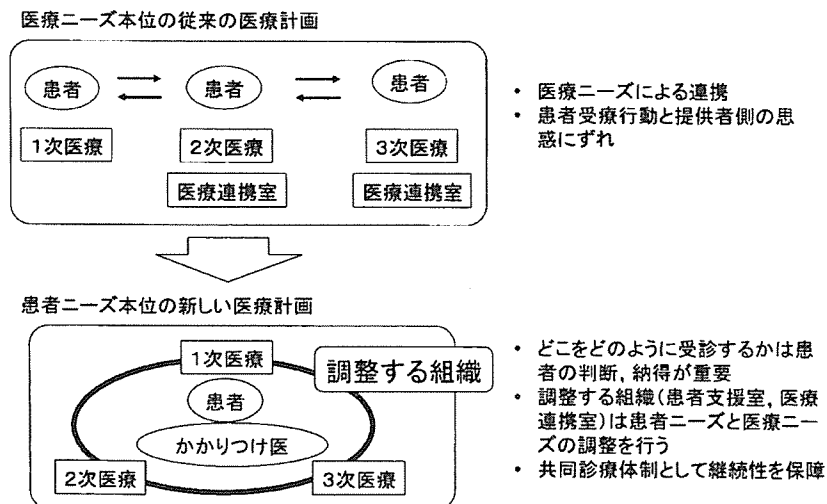 医療ニーズ本位の従来の医療計画
患者
患者
患者
1次医療
2次医療
3次医療
医療連携室
医療連携室
・ 医療ニーズによる連携
・ 患者受療行動と提供者側の思
惑にずれ
患者ニーズ本位の新しい医療計画
1次医療
調整する組織
患者
かかりつけ医
2次医療
3次医療
・ どこをどのように受診するかは患
者の判断，納得が重要
・ 調整する組織(患者支援室，医療
連携室)は患者ニーズと医療ニー
ズの調整を行う
・ 共同診療体制として継続性を保障